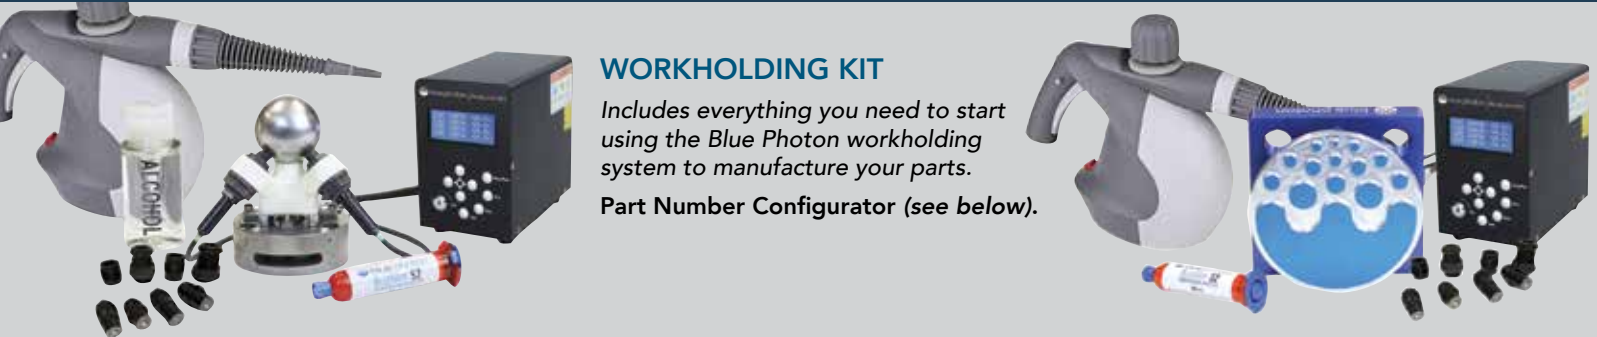 WORKHOLDING KIT
Includes everything you need to start
using the Blue Photon workholding
system to manufacture your parts.
Part Number Configurator (see below).
ALCOHOL